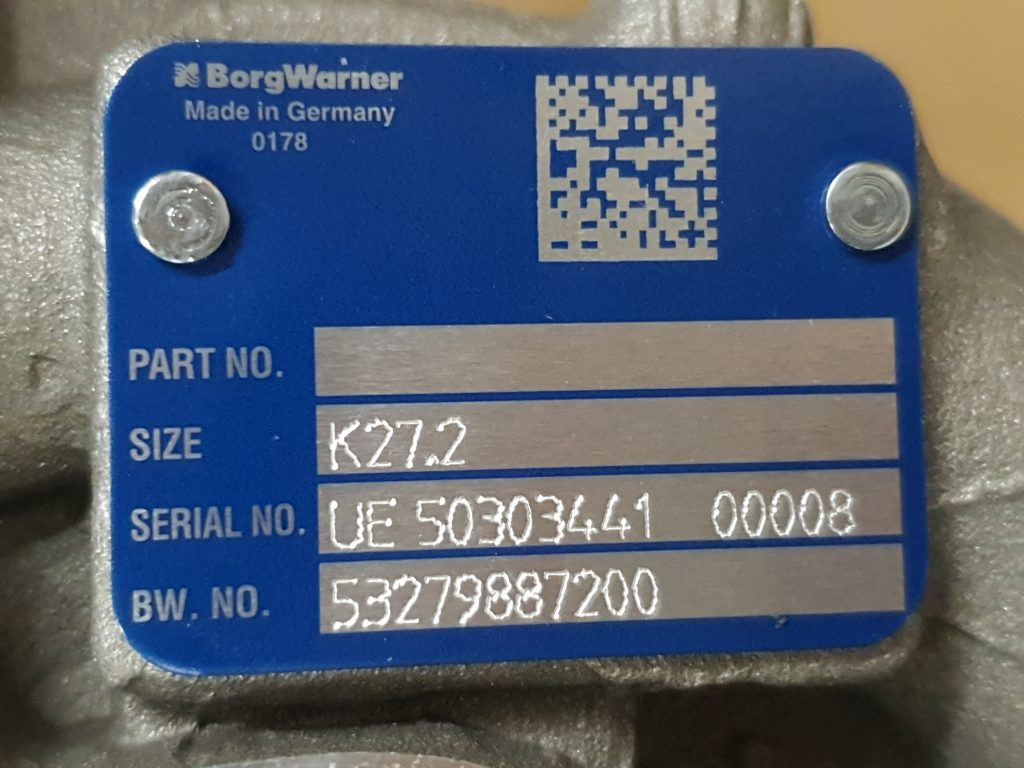 BorgWarner
Made in Germany
0178
PART NO.
SIZE K27.2
SERIAL NO. UE 50303441 00008
BW. NO. 53279887200